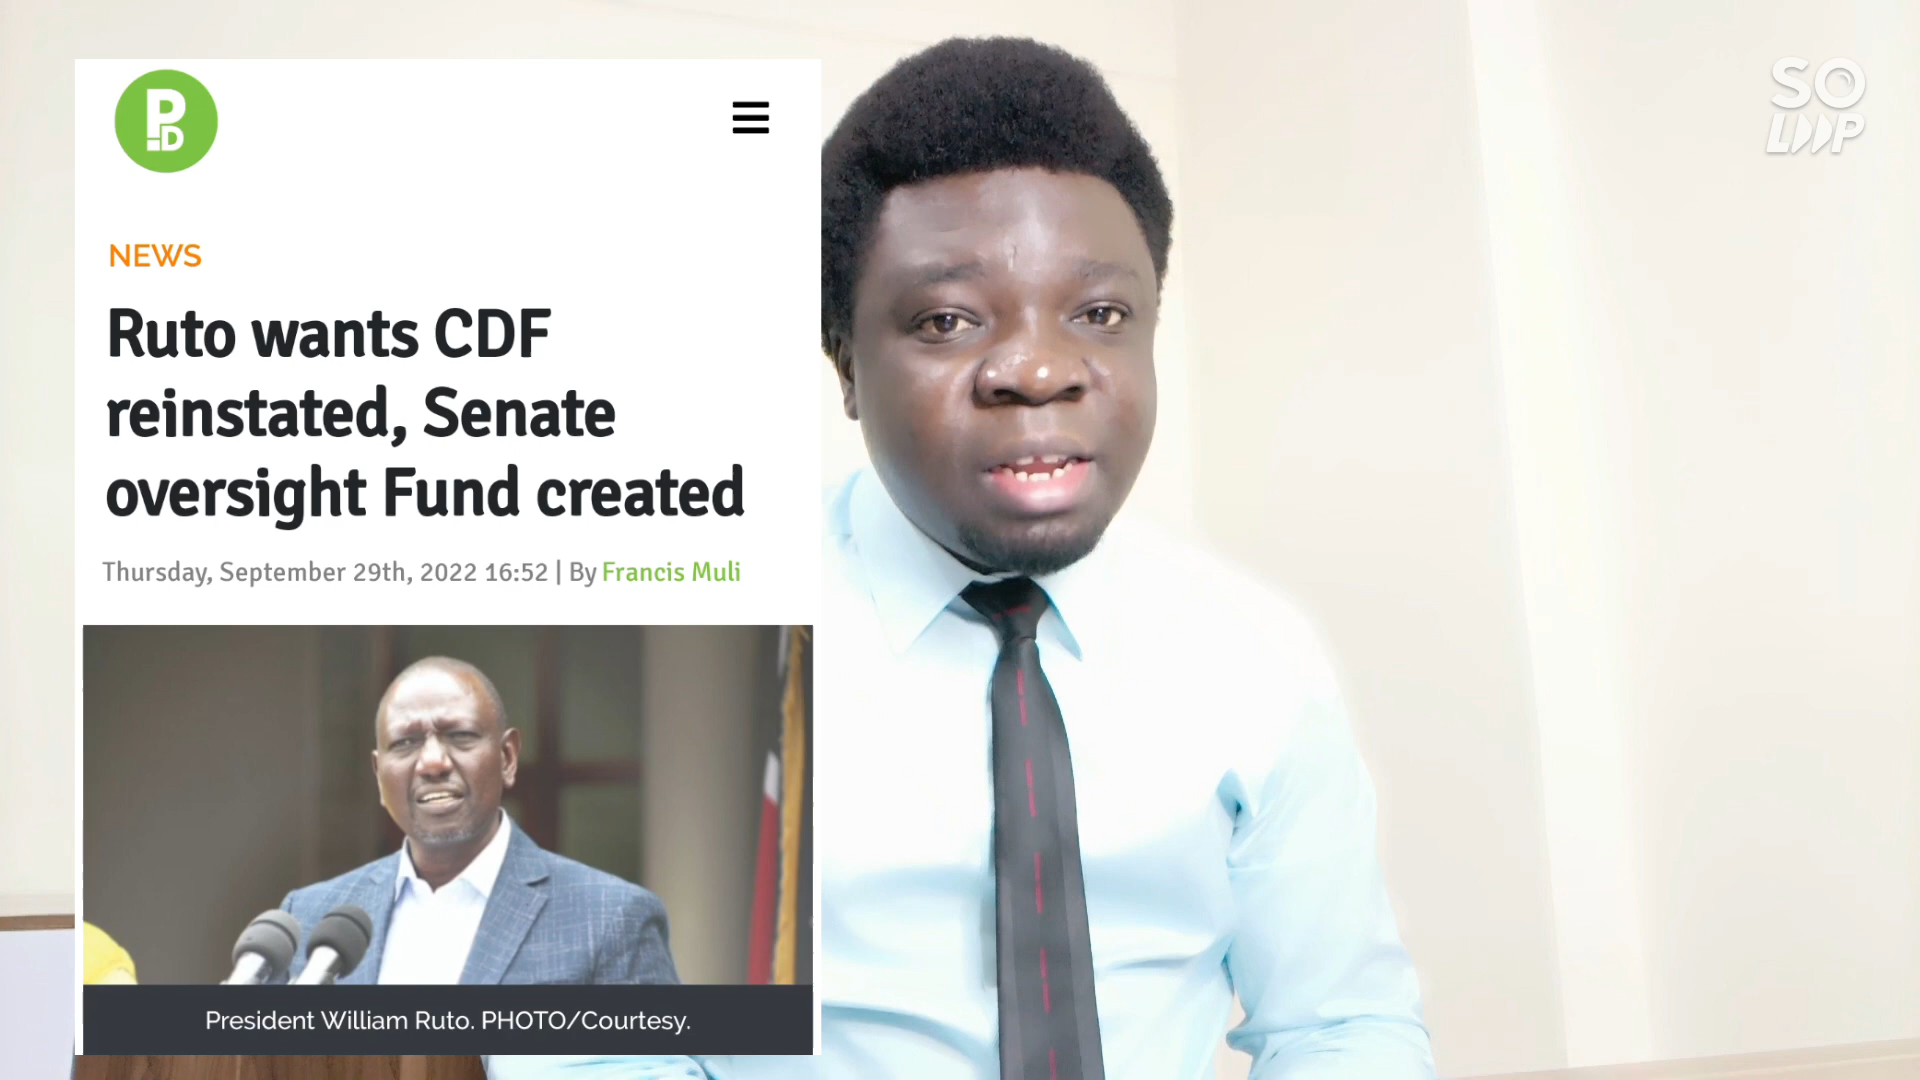 PD
NEWS
Ruto wants CDF
reinstated, Senate
oversight Fund created
Thursday, September 29th, 2022 16:52 | By Francis Muli
President William Ruto. PHOTO/Courtesy.
SO
LOOP